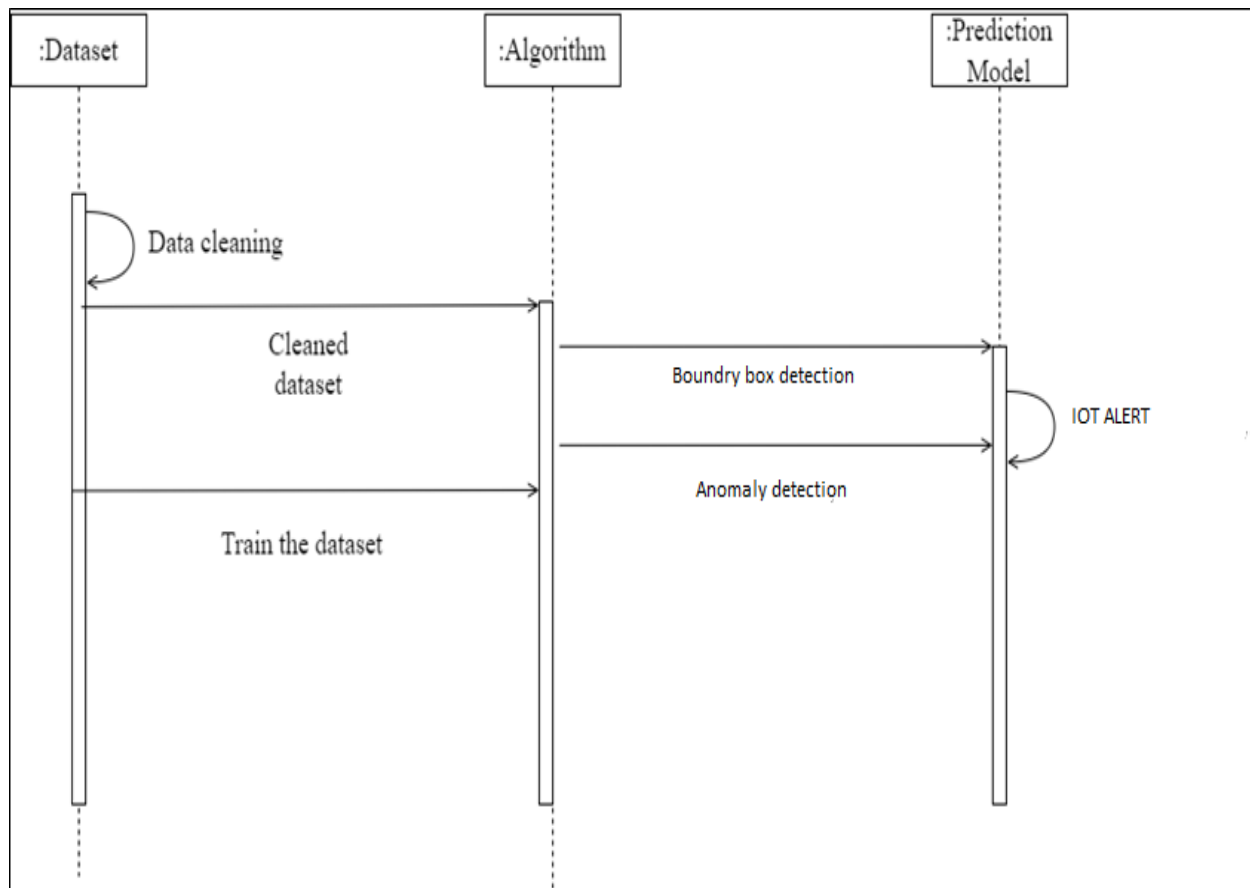 :Dataset
:Algorithm
:Prediction
Model
Data cleaning
Cleaned
dataset
Boundry box detection
IOT ALERT
Anomaly detection
Train the dataset